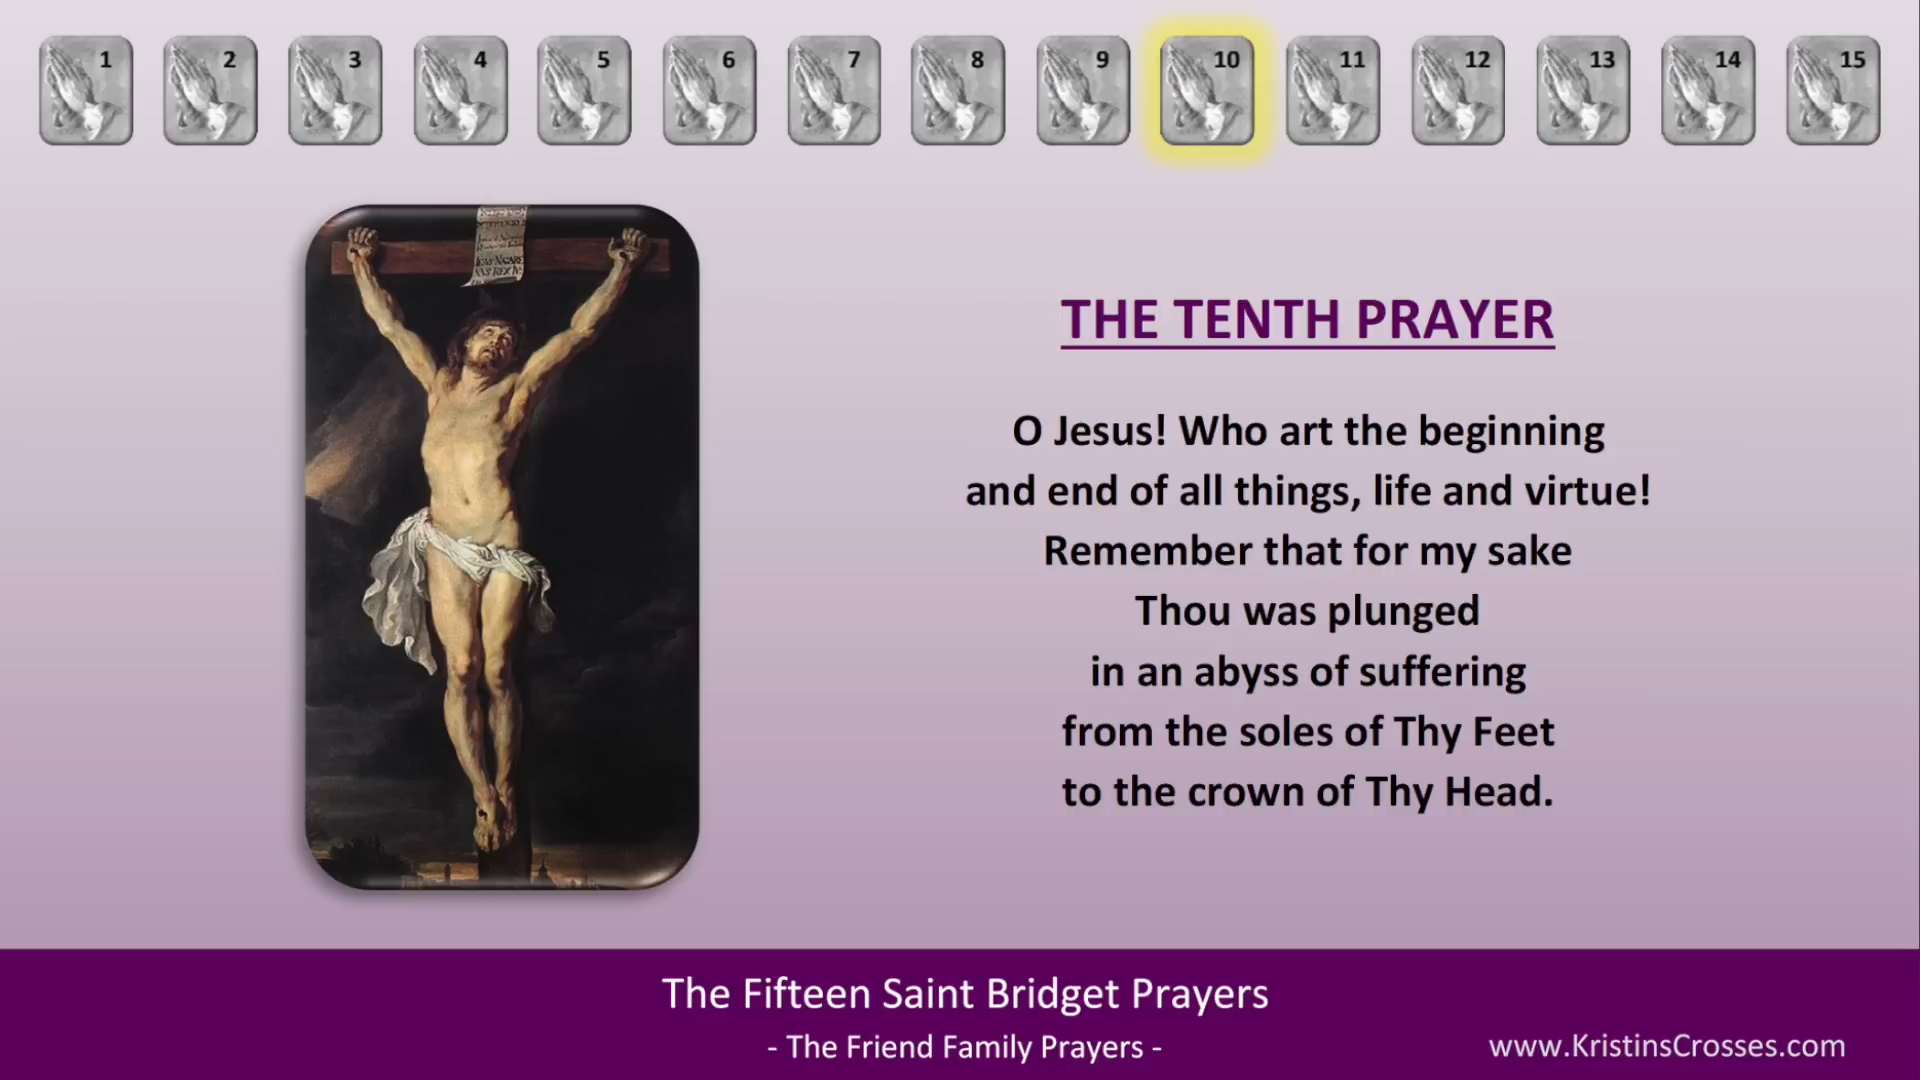 1 2 3 4 5 6 7 8 9 10 11 12 13 14 15
THE TENTH PRAYER
O Jesus! Who art the beginning
and end of all things, life and virtue!
Remember that for my sake
Thou was plunged
in an abyss of suffering
from the soles of Thy Feet
to the crown of Thy Head.
The Fifteen Saint Bridget Prayers
- The Friend Family Prayers -
www.KristinsCrosses.com